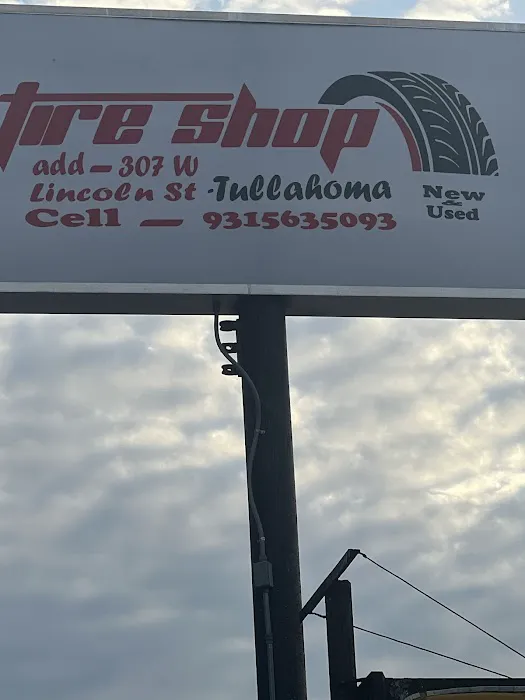 tire shop
add - 307 W
Lincoln St - Tullahoma
Cell - 9315635093
New
&
Used